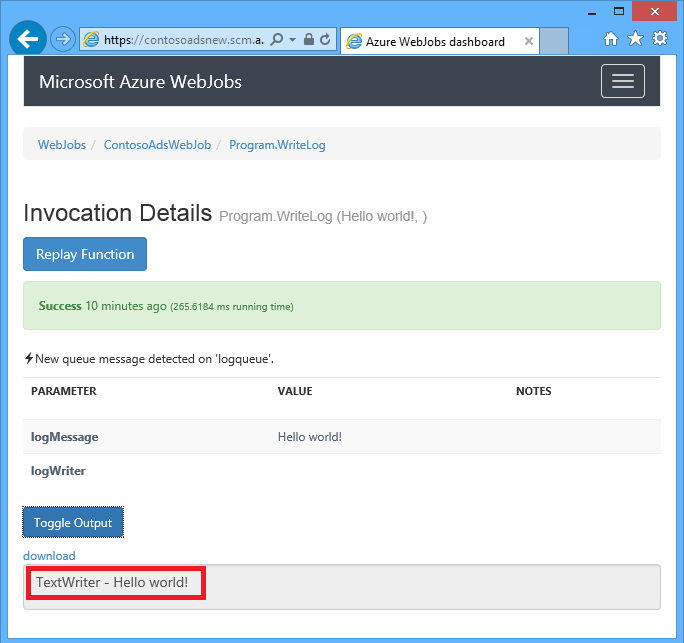 https://contosoadsnew.scm.a.
Azure WebJobs dashboard
Microsoft Azure WebJobs
WebJobs / ContosoAdsWebJob / Program.WriteLog
Invocation Details Program.WriteLog (Hello world!, )
Replay Function
Success 10 minutes ago (265.6184 ms running time)
New queue message detected on 'logqueue'.
PARAMETER VALUE NOTES
logMessage Hello world!
logWriter
Toggle Output
download
TextWriter - Hello world!